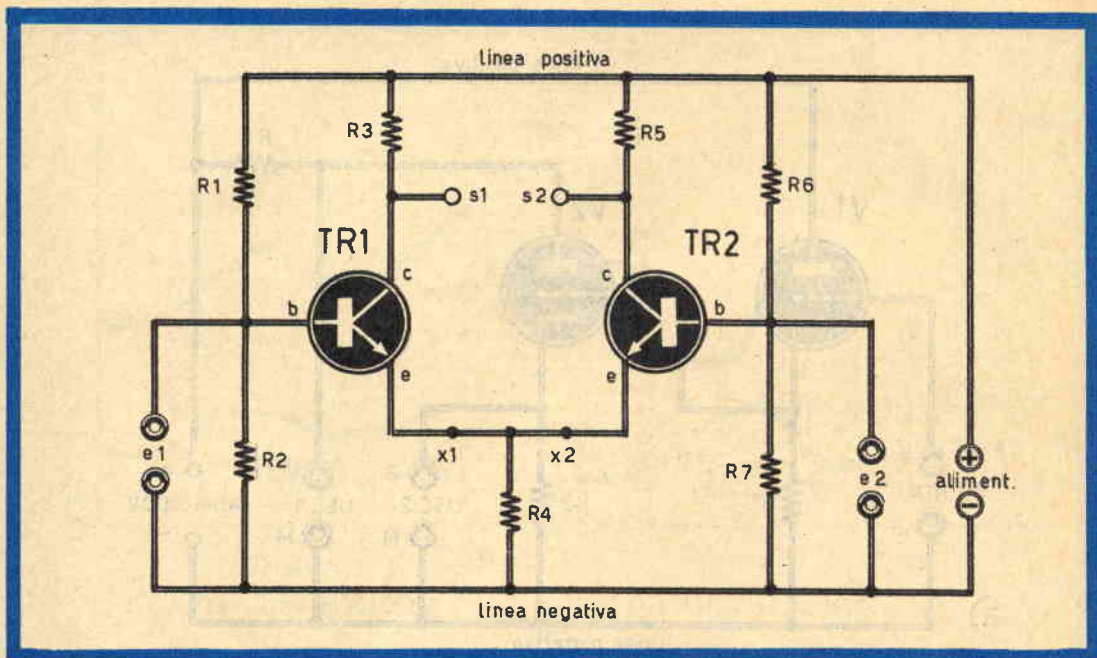 linea positiva
R3
R5
R1
R6
s1
s2
TR1
TR2
c
c
b
b
e
e
e1
R2
x1
x2
R4
R7
e2
+
aliment.
-
linea negativa